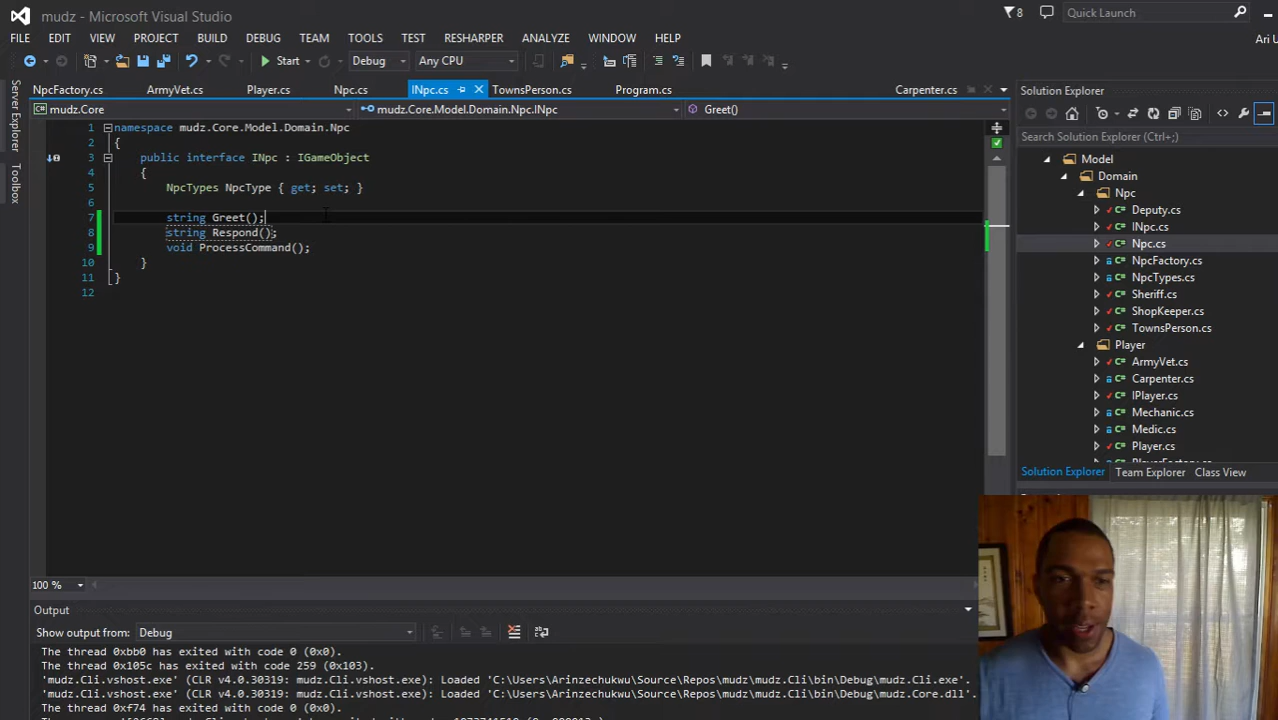 mudz - Microsoft Visual Studio
8
Quick Launch (Ctrl+Q)
FILE EDIT VIEW PROJECT BUILD DEBUG TEAM TOOLS TEST RESHARPER ANALYZE WINDOW HELP
Ari U
Start
Debug
Any CPU
Server Explorer
Toolbox
NpcFactory.cs
ArmyVet.cs
Player.cs
Npc.cs
INpc.cs
TownsPerson.cs
Program.cs
Carpenter.cs
mudz.Core
mudz.Core.Model.Domain.Npc.INpc
Greet()
1 namespace mudz.Core.Model.Domain.Npc
2 {
3 public interface INpc : IGameObject
4 {
5 NpcTypes NpcType { get; set; }
6
7 string Greet();
8 string Respond();
9 void ProcessCommand();
10 }
11 }
12
100 %
Solution Explorer
Search Solution Explorer (Ctrl+;)
Model
Domain
Npc
Deputy.cs
INpc.cs
Npc.cs
NpcFactory.cs
NpcTypes.cs
Sheriff.cs
ShopKeeper.cs
TownsPerson.cs
Player
ArmyVet.cs
Carpenter.cs
IPlayer.cs
Mechanic.cs
Medic.cs
Player.cs
PlayerFactory.cs
Solution Explorer Team Explorer Class View
Output
Show output from: Debug
The thread 0xbb0 has exited with code 0 (0x0).
The thread 0x105c has exited with code 259 (0x103).
'mudz.Cli.vshost.exe' (CLR v4.0.30319: mudz.Cli.vshost.exe): Loaded 'C:\Users\Arinzechukwu\Source\Repos\mudz\mudz.Cli\bin\Debug\mudz.Cli.exe'
'mudz.Cli.vshost.exe' (CLR v4.0.30319: mudz.Cli.vshost.exe): Loaded 'C:\Users\Arinzechukwu\Source\Repos\mudz\mudz.Cli\bin\Debug\mudz.Core.dll'
The thread 0xf74 has exited with code 0 (0x0).